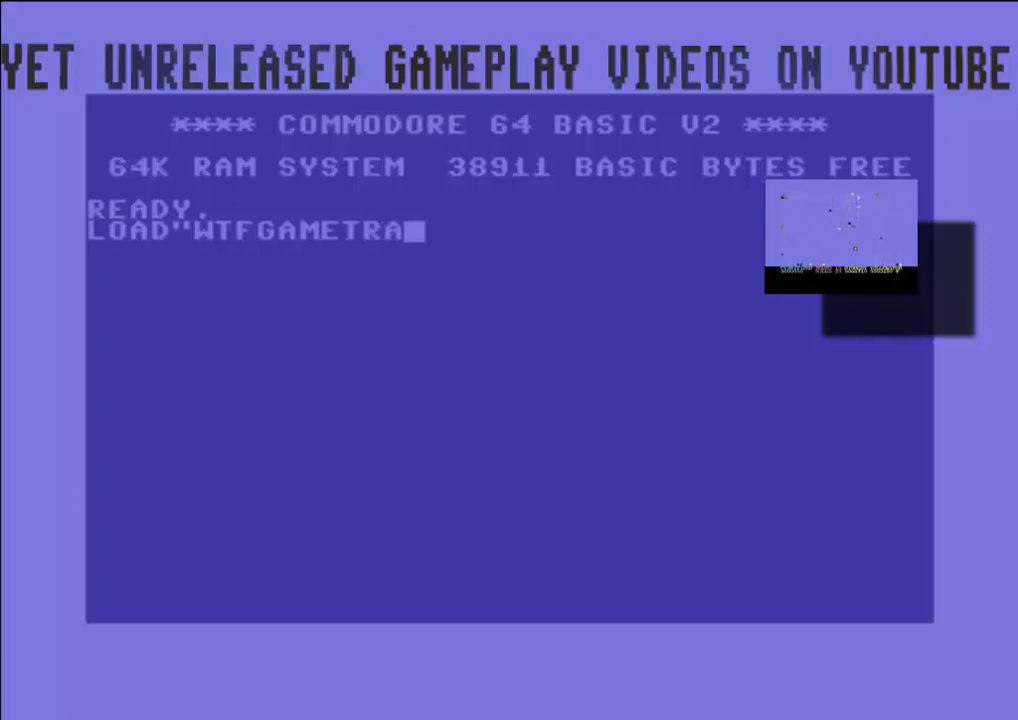 YET UNRELEASED GAMEPLAY VIDEOS ON YOUTUBE
**** COMMODORE 64 BASIC V2 ****
64K RAM SYSTEM 38911 BASIC BYTES FREE
READY.
LOAD"WTFGAMETRA